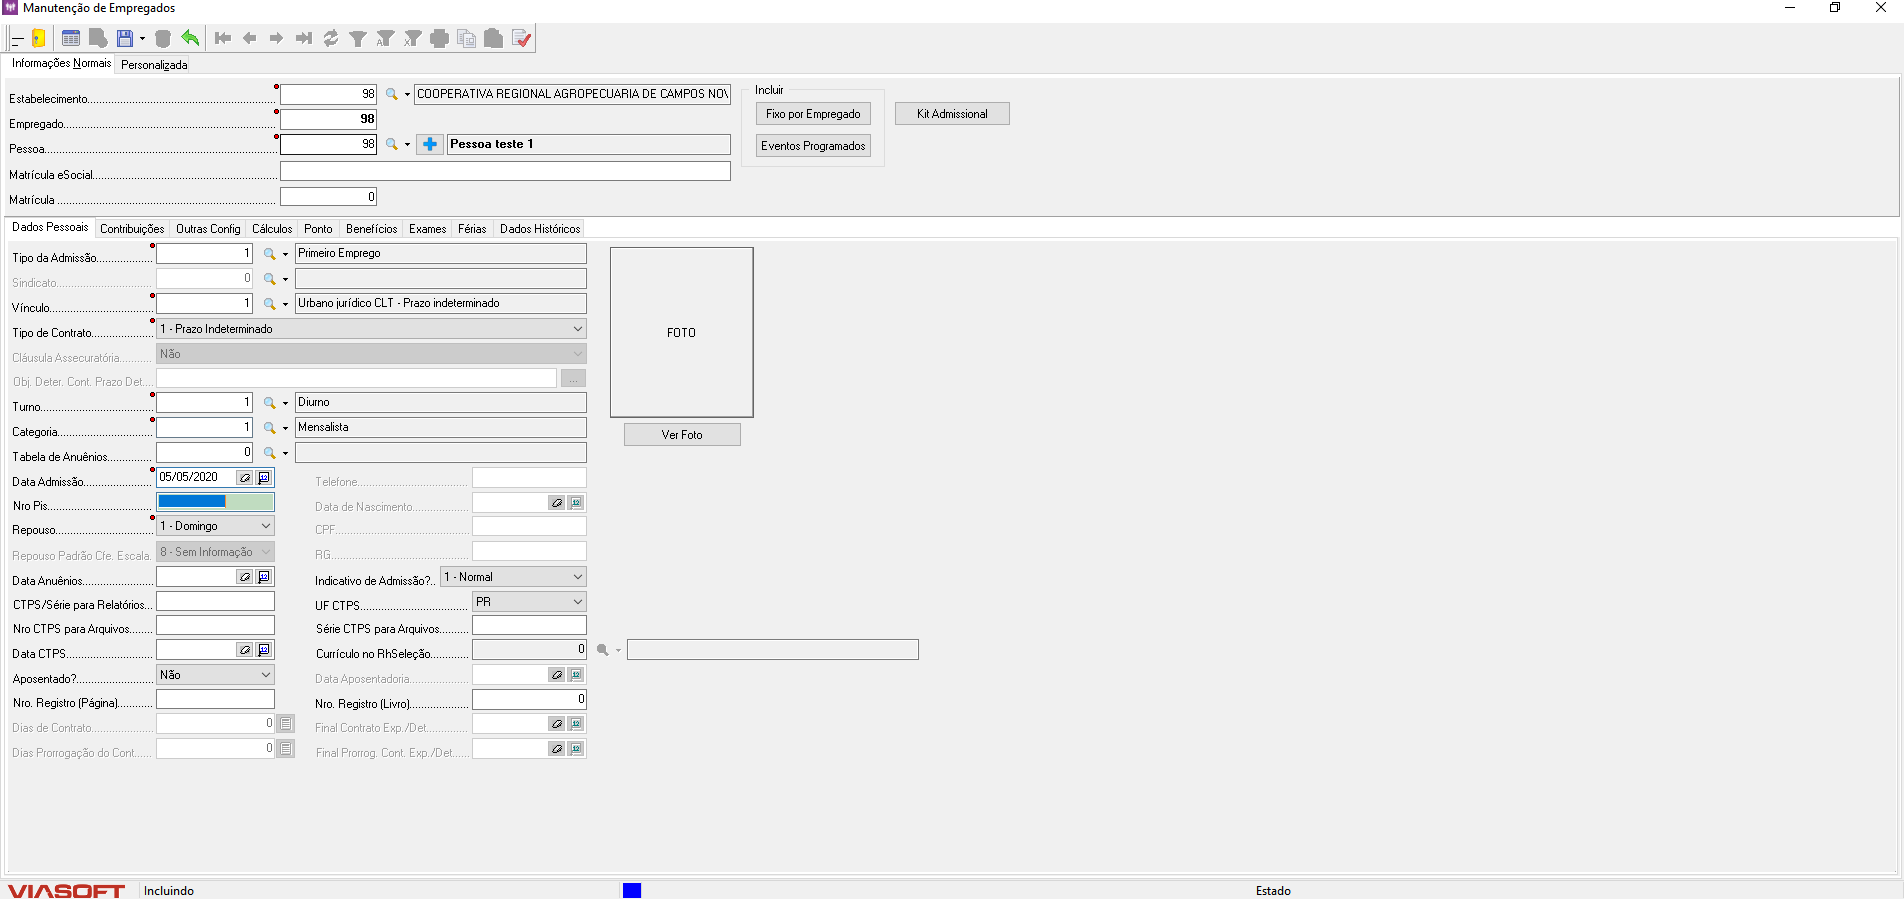 Manutenção de Empregados
Informações Normais Personalizada
Estabelecimento 98 COOPERATIVA REGIONAL AGROPECUARIA DE CAMPOS NOV
Empregado 98
Pessoa 98 Pessoa teste 1
Matrícula eSocial
Matrícula 0
Incluir
Fixo por Empregado Kit Admissional
Eventos Programados
Dados Pessoais Contribuições Outras Config Cálculos Ponto Benefícios Exames Férias Dados Históricos
Tipo da Admissão 1 Primeiro Emprego
Sindicato 0
Vínculo 1 Urbano jurídico CLT - Prazo indeterminado
Tipo de Contrato 1 - Prazo Indeterminado
Cláusula Assecuratória Não
Obj. Deter. Cont. Prazo Det. ...
Turno 1 Diurno
Categoria 1 Mensalista
Tabela de Anuênios 0
FOTO
Ver Foto
Data Admissão 05/05/2020 Telefone
Nro Pis Data de Nascimento
Repouso 1 - Domingo CPF
Repouso Padrão Cfe. Escala. 8 - Sem Informação RG
Data Anuênios Indicativo de Admissão? 1 - Normal
CTPS/Série para Relatórios UF CTPS PR
Nro CTPS para Arquivos Série CTPS para Arquivos
Data CTPS Currículo no RhSeleção 0
Aposentado? Não Data Aposentadoria
Nro. Registro (Página) Nro. Registro (Livro) 0
Dias de Contrato 0 Final Contrato Exp./Det.
Dias Prorrogação do Cont. 0 Final Prorrog. Cont. Exp./Det.
VIASOFT Incluindo Estado